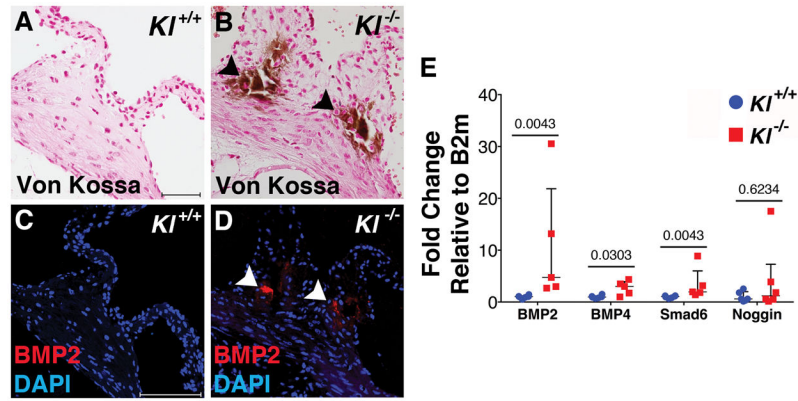 A
Kl+/+
Von Kossa
B
Kl-/-
Von Kossa
C
Kl+/+
BMP2
DAPI
D
Kl-/-
BMP2
DAPI
E
Kl+/+
Kl-/-
Fold Change
Relative to B2m
40
30
20
10
0
0.0043
0.0303
0.0043
0.6234
BMP2
BMP4
Smad6
Noggin